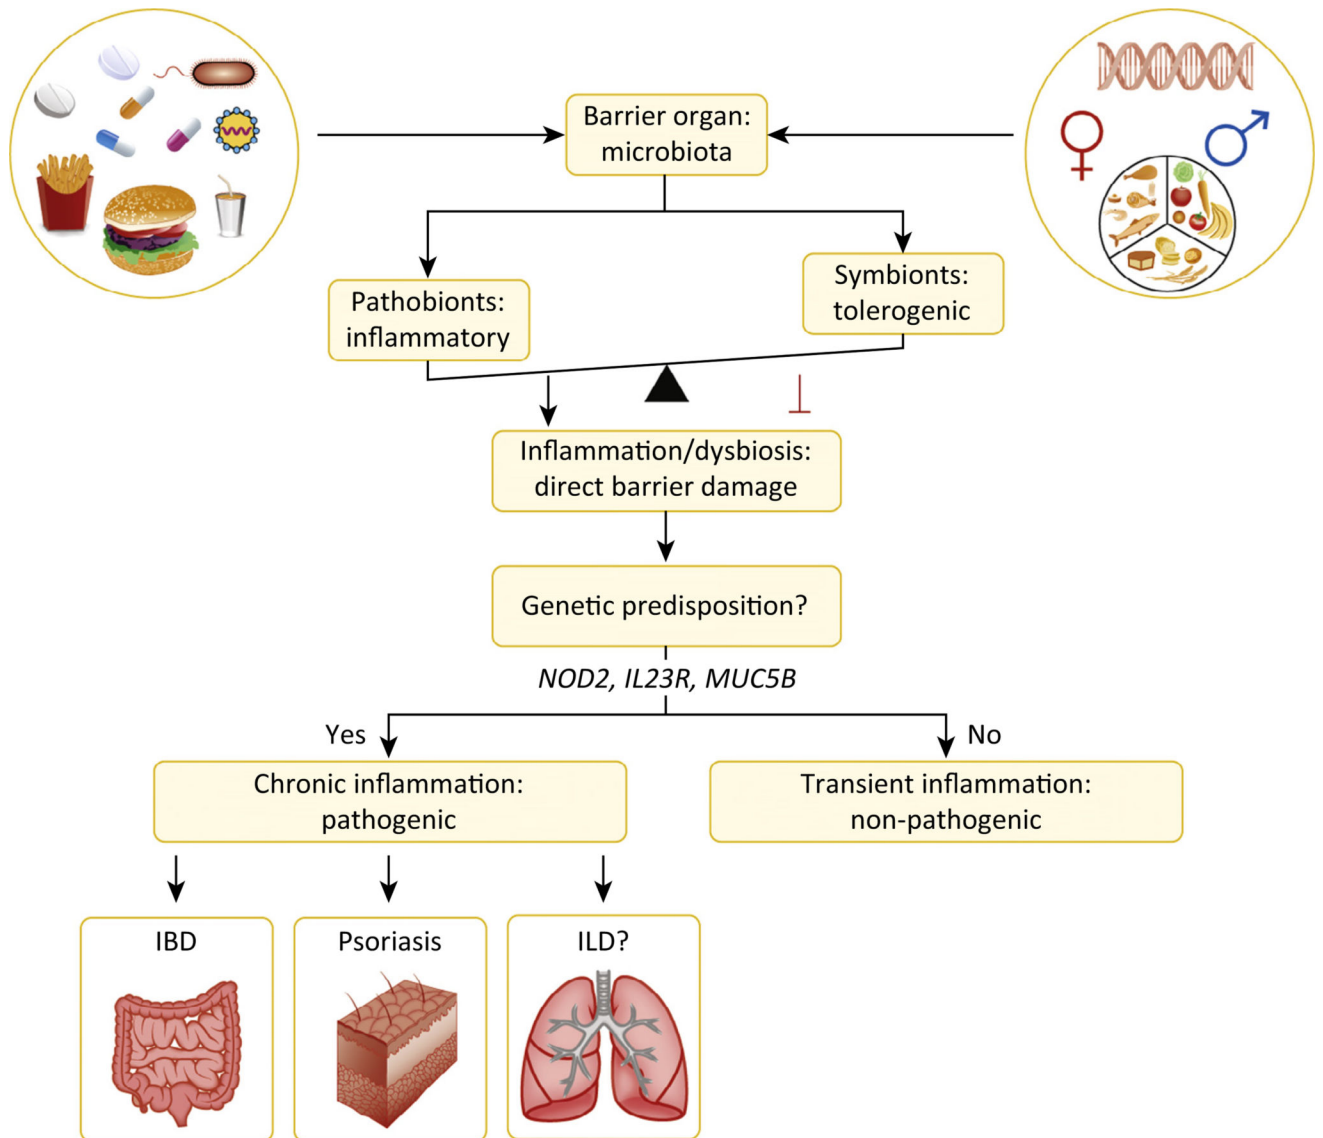 Barrier organ:
microbiota
Pathobionts:
inflammatory
Symbionts:
tolerogenic
Inflammation/dysbiosis:
direct barrier damage
Genetic predisposition?
NOD2, IL23R, MUC5B
Yes
No
Chronic inflammation:
pathogenic
Transient inflammation:
non-pathogenic
IBD
Psoriasis
ILD?